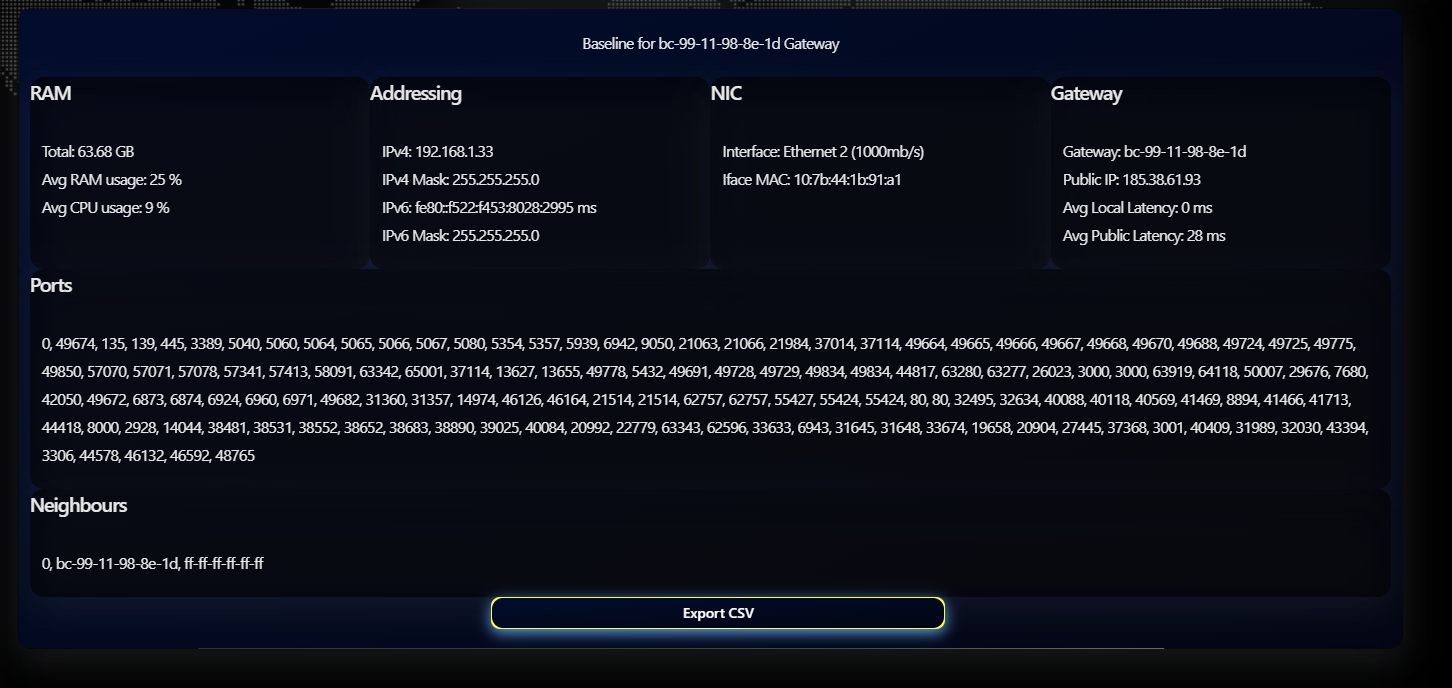 Baseline for bc-99-11-98-8e-1d Gateway
RAM
Total: 63.68 GB
Avg RAM usage: 25 %
Avg CPU usage: 9 %
Addressing
IPv4: 192.168.1.33
IPv4 Mask: 255.255.255.0
IPv6: fe80::f522:f453:8028:2995 ms
IPv6 Mask: 255.255.255.0
NIC
Interface: Ethernet 2 (1000mb/s)
Iface MAC: 10:7b:44:1b:91:a1
Gateway
Gateway: bc-99-11-98-8e-1d
Public IP: 185.38.61.93
Avg Local Latency: 0 ms
Avg Public Latency: 28 ms
Ports
0, 49674, 135, 139, 445, 3389, 5040, 5060, 5064, 5065, 5066, 5067, 5080, 5354, 5357, 5939, 6942, 9050, 21063, 21066, 21984, 37014, 37114, 49664, 49665, 49666, 49667, 49668, 49670, 49688, 49724, 49725, 49775,
49850, 57070, 57071, 57078, 57341, 57413, 58091, 63342, 65001, 37114, 13627, 13655, 49778, 5432, 49691, 49728, 49729, 49834, 49834, 44817, 63280, 63277, 26023, 3000, 3000, 63919, 64118, 50007, 29676, 7680,
42050, 49672, 6873, 6874, 6924, 6960, 6971, 49682, 31360, 31357, 14974, 46126, 46164, 21514, 21514, 62757, 62757, 55427, 55424, 55424, 80, 80, 32495, 32634, 40088, 40118, 40569, 41469, 8894, 41466, 41713,
44418, 8000, 2928, 14044, 38481, 38531, 38552, 38652, 38683, 38890, 39025, 40084, 20992, 22779, 63343, 62596, 33633, 6943, 31645, 31648, 33674, 19658, 20904, 27445, 37368, 3001, 40409, 31989, 32030, 43394,
3306, 44578, 46132, 46592, 48765
Neighbours
0, bc-99-11-98-8e-1d, ff-ff-ff-ff-ff-ff
Export CSV